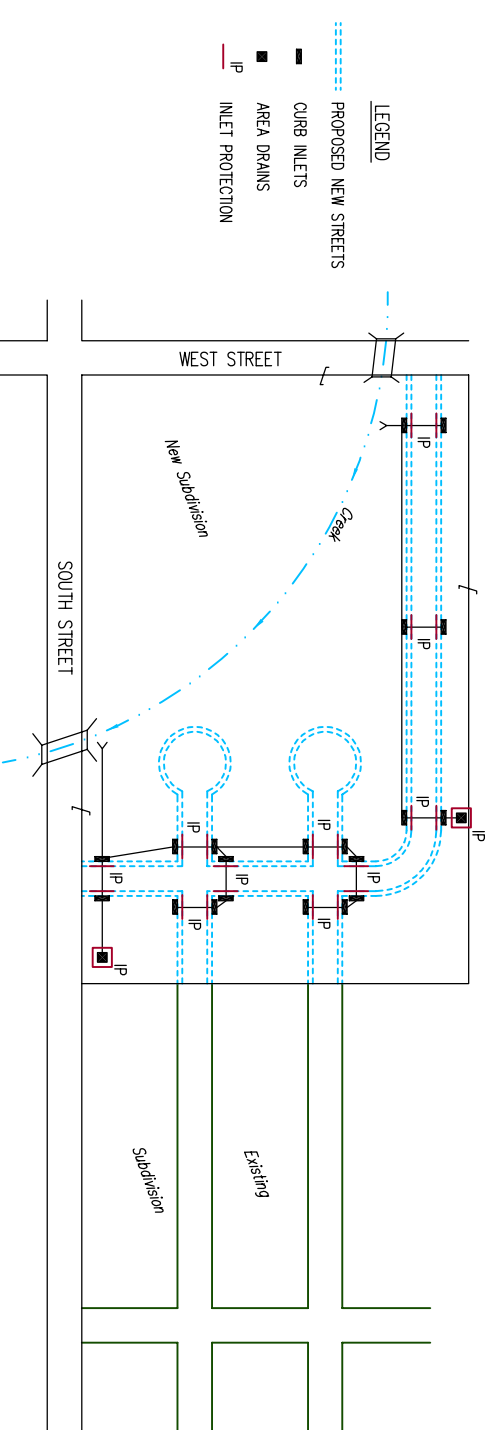 LEGEND
PROPOSED NEW STREETS
CURB INLETS
AREA DRAINS
IP
INLET PROTECTION
WEST STREET
New Subdivision
Creek
SOUTH STREET
IP
IP
IP
IP
IP
IP
IP
IP
IP
IP
IP
IP
Existing
Subdivision